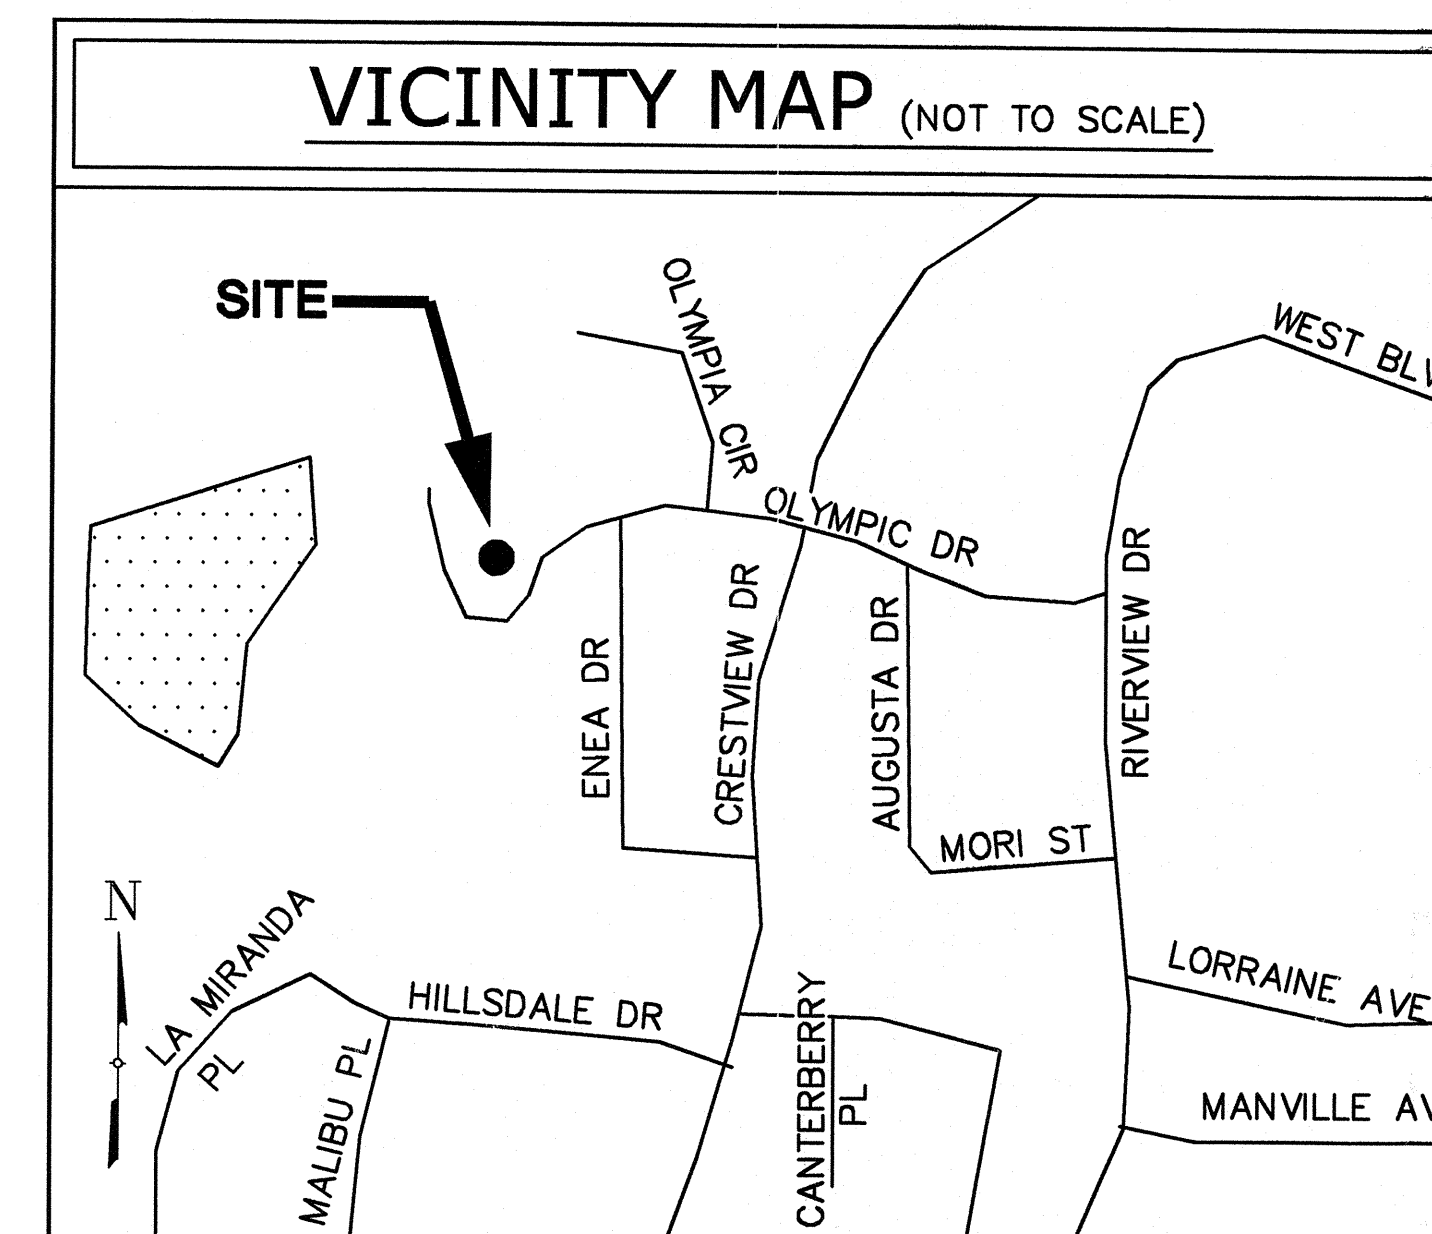 VICINITY MAP (NOT TO SCALE)
SITE
OLYMPIA CIR
WEST BLV
OLYMPIC DR
ENEA DR
CRESTVIEW DR
AUGUSTA DR
RIVERVIEW DR
MORI ST
N
LA MIRANDA
PL
HILLSDALE DR
MALIBU PL
CANTERBERRY
PL
LORRAINE AVE
MANVILLE AV